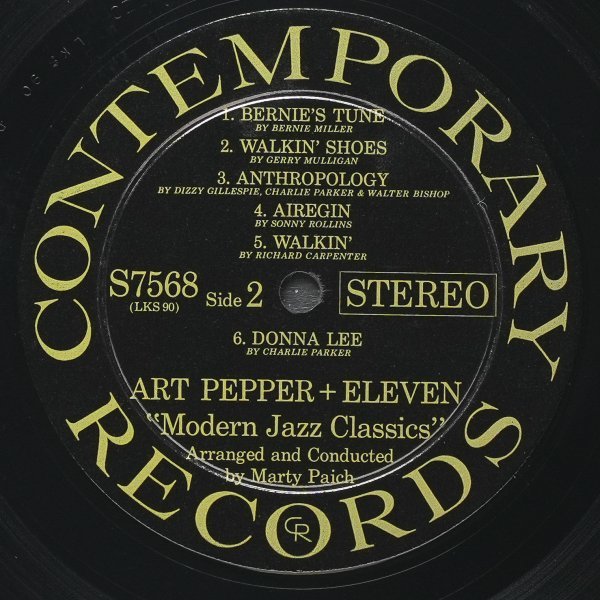 CONTEMPORARY
1. BERNIE'S TUNE
BY BERNIE MILLER
2. WALKIN' SHOES
BY GERRY MULLIGAN
3. ANTHROPOLOGY
BY DIZZY GILLESPIE, CHARLIE PARKER & WALTER BISHOP
4. AIREGIN
BY SONNY ROLLINS
5. WALKIN'
BY RICHARD CARPENTER
S7568
(LKS 90)
Side 2
STEREO
6. DONNA LEE
BY CHARLIE PARKER
ART PEPPER + ELEVEN
"Modern Jazz Classics"
Arranged and Conducted
by Marty Paich
CR
RECORDS